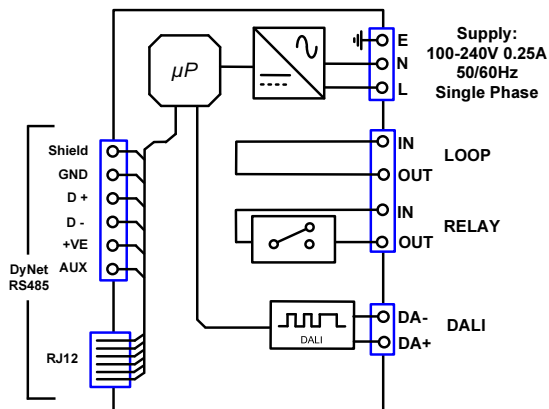 Supply:
100-240V 0.25A
50/60Hz
Single Phase
E
N
L
µP
Shield
GND
D +
D -
+VE
AUX
DyNet
RS485
RJ12
IN
OUT
LOOP
IN
OUT
RELAY
DALI
DA-
DA+
DALI